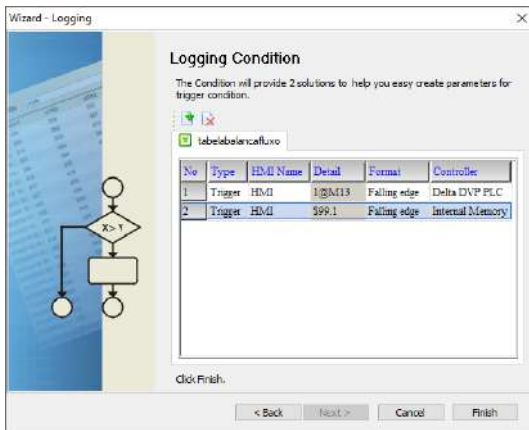 Wizard - Logging
Logging Condition
The Condition will provide 2 solutions to help you easy create parameters for
trigger condition.
tabelabalancafluxo
No Type HMI Name Detail Format Controller
1 Trigger HMI 1@M13 Falling edge Delta DVP PLC
2 Trigger HMI $99.1 Falling edge Internal Memory
X> Y
Click Finish.
< Back Next > Cancel Finish